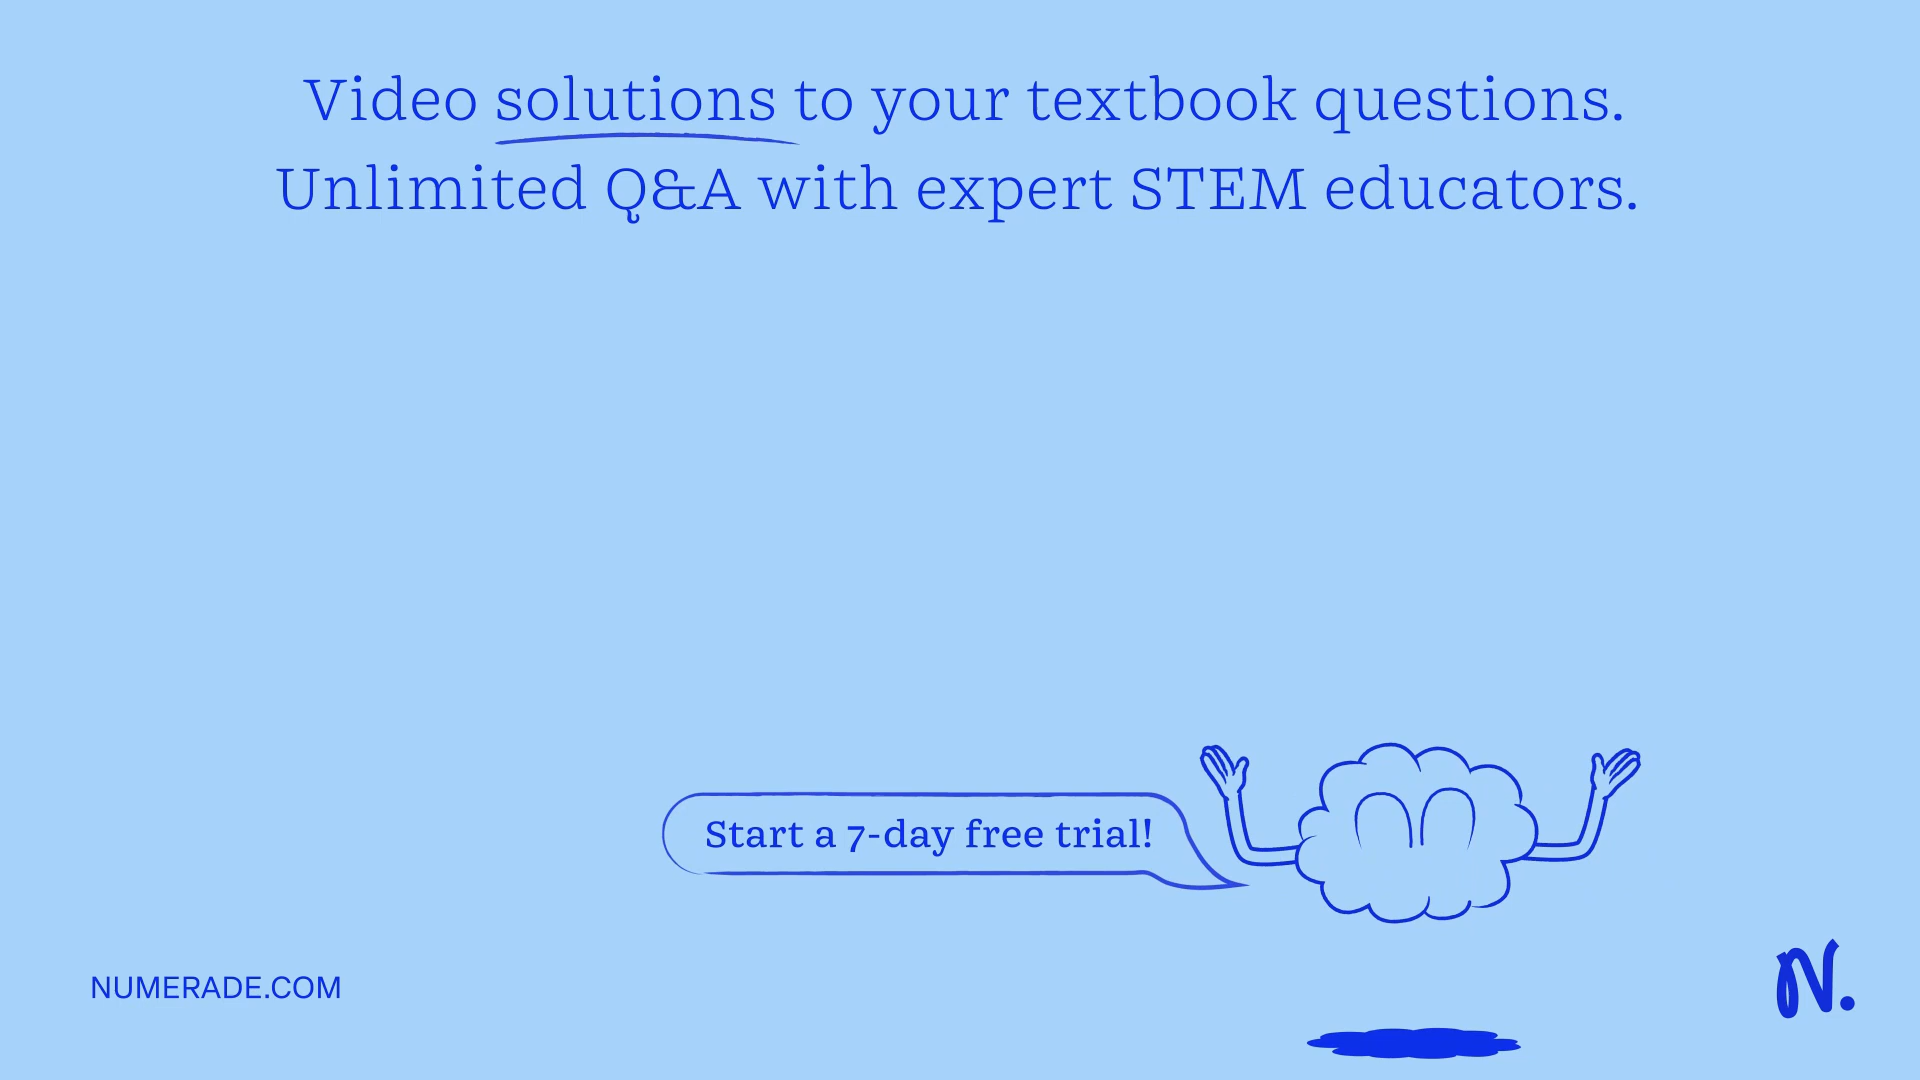 Video solutions to your textbook questions.
Unlimited Q&A with expert STEM educators.
Start a 7-day free trial!
NUMERADE.COM
N.